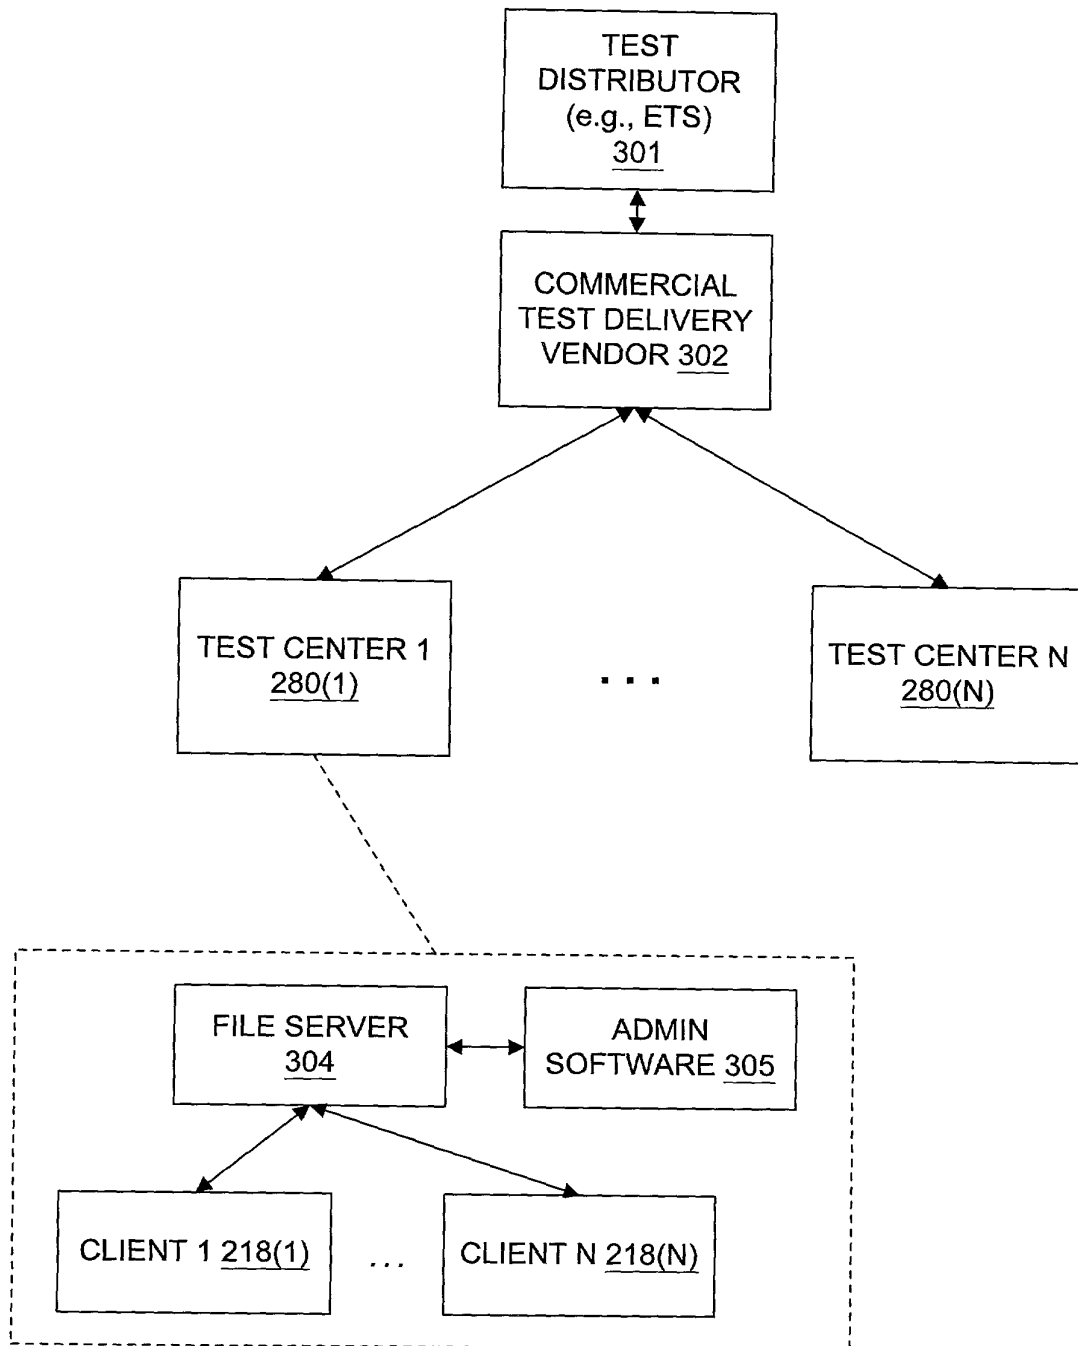 TEST
DISTRIBUTOR
(e.g., ETS)
301
COMMERCIAL
TEST DELIVERY
VENDOR 302
TEST CENTER 1
280(1)
...
TEST CENTER N
280(N)
FILE SERVER
304
ADMIN
SOFTWARE 305
CLIENT 1 218(1)
...
CLIENT N 218(N)